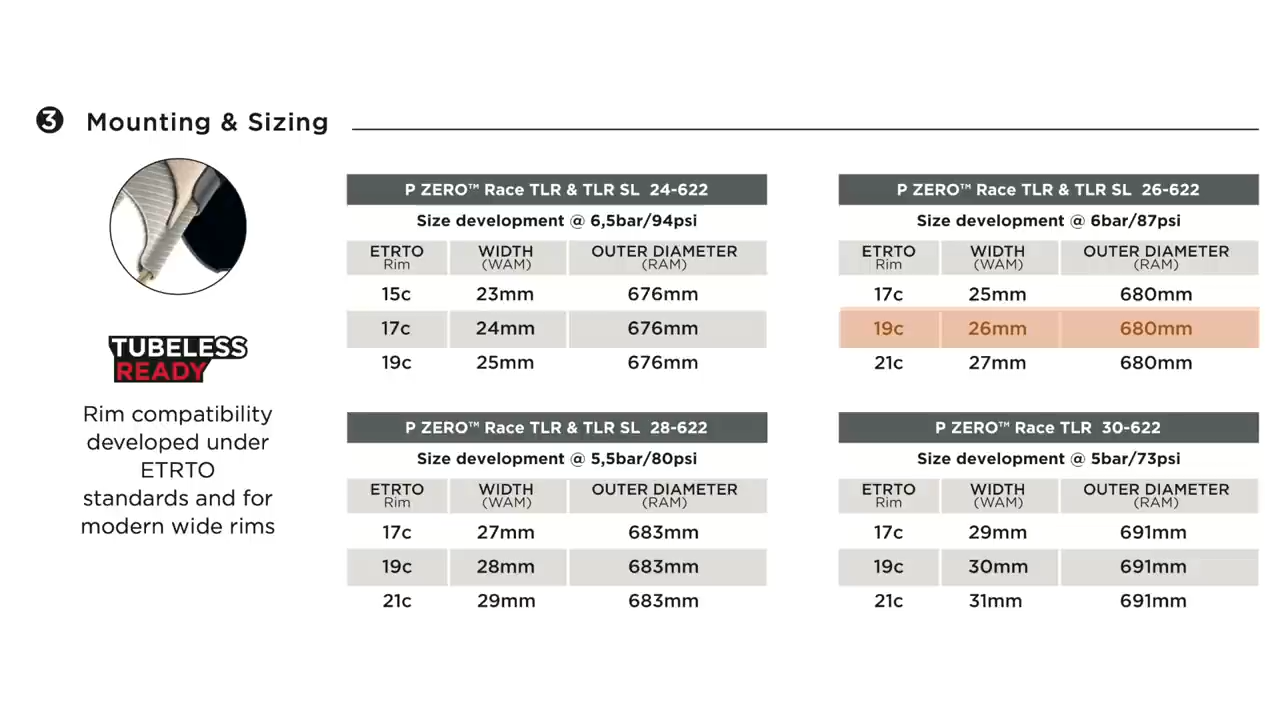 3 Mounting & Sizing
TUBELESS
READY
Rim compatibility
developed under
ETRTO
standards and for
modern wide rims
P ZERO™ Race TLR & TLR SL 24-622
Size development @ 6,5bar/94psi
ETRTO WIDTH OUTER DIAMETER
Rim (WAM) (RAM)
15c 23mm 676mm
17c 24mm 676mm
19c 25mm 676mm
P ZERO™ Race TLR & TLR SL 26-622
Size development @ 6bar/87psi
ETRTO WIDTH OUTER DIAMETER
Rim (WAM) (RAM)
17c 25mm 680mm
19c 26mm 680mm
21c 27mm 680mm
P ZERO™ Race TLR & TLR SL 28-622
Size development @ 5,5bar/80psi
ETRTO WIDTH OUTER DIAMETER
Rim (WAM) (RAM)
17c 27mm 683mm
19c 28mm 683mm
21c 29mm 683mm
P ZERO™ Race TLR 30-622
Size development @ 5bar/73psi
ETRTO WIDTH OUTER DIAMETER
Rim (WAM) (RAM)
17c 29mm 691mm
19c 30mm 691mm
21c 31mm 691mm